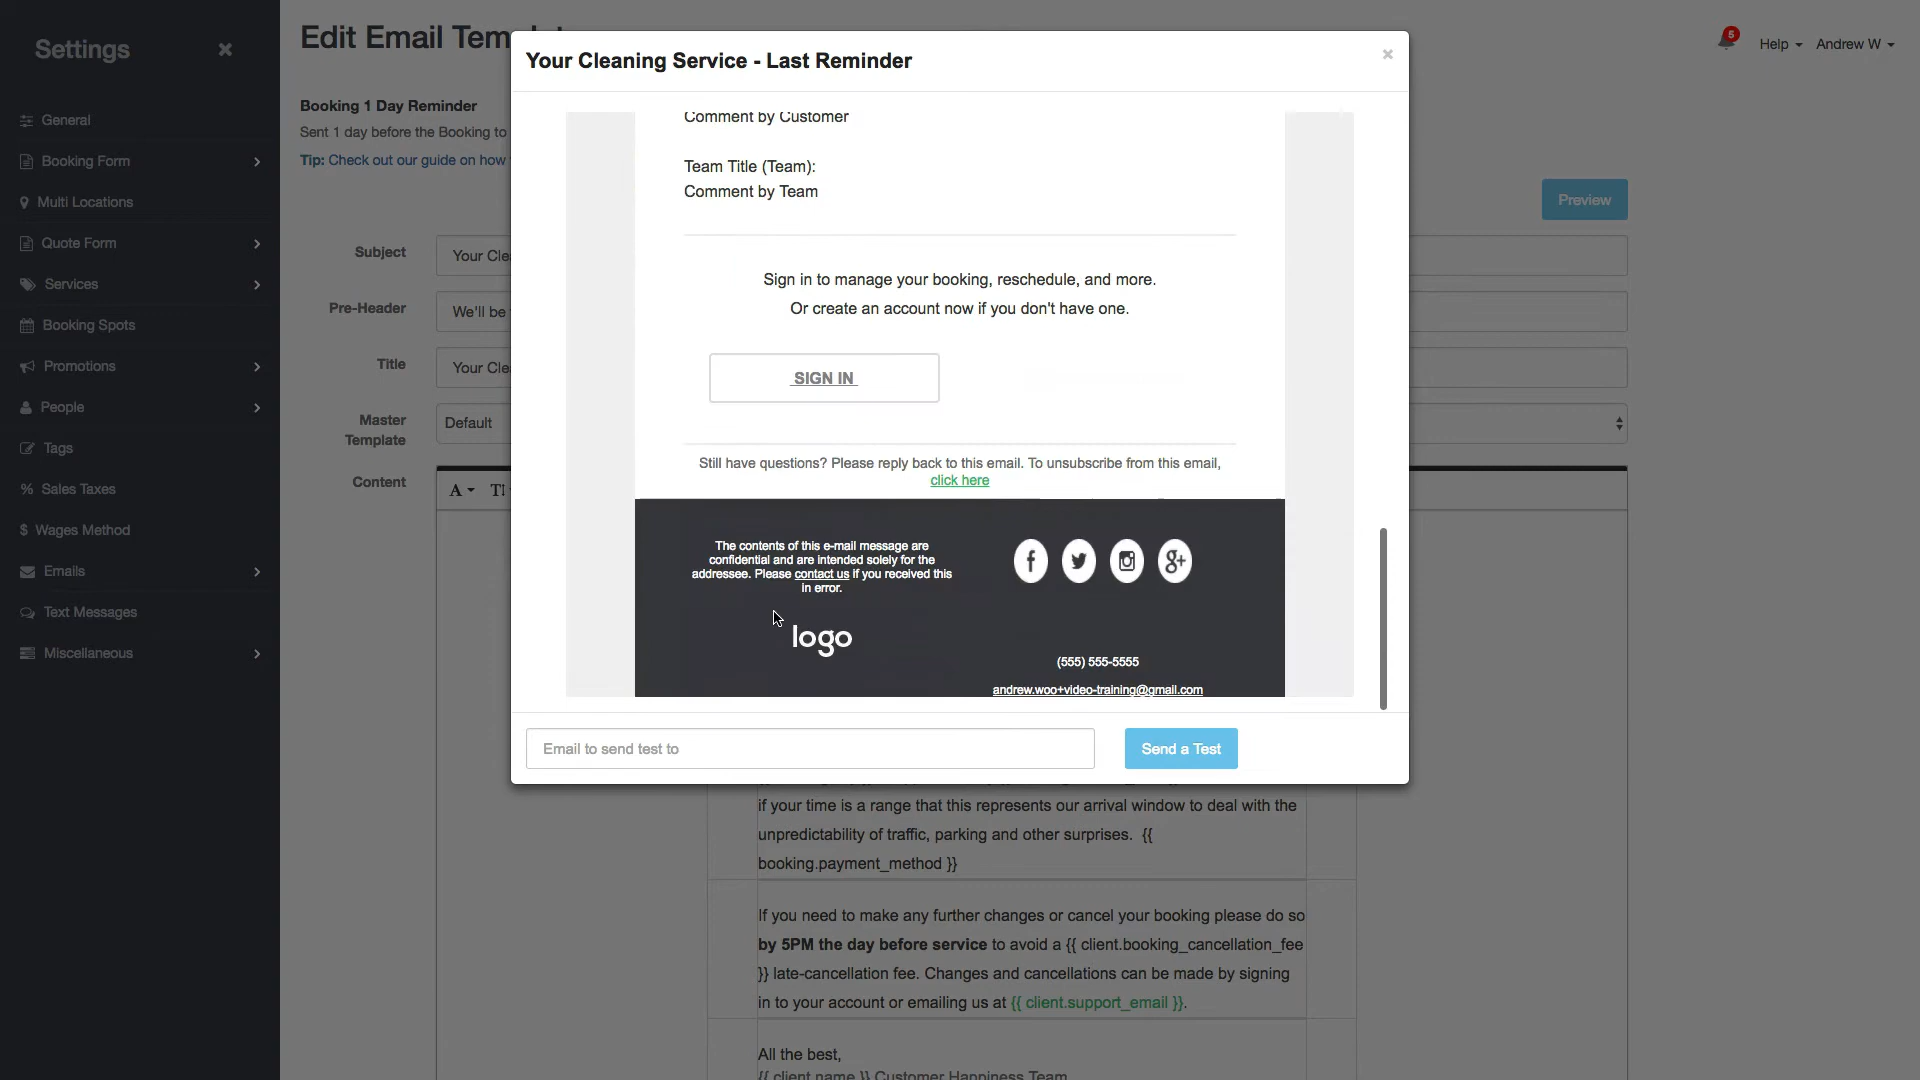 Settings
General
Booking Form
Multi Locations
Quote Form
Services
Booking Spots
Promotions
People
Tags
% Sales Taxes
$ Wages Method
Emails
Text Messages
Miscellaneous
Edit Email
5
Help
Andrew W
Booking 1 Day Reminder
Sent 1 day before the Booking to
Tip: Check out our guide on how
Preview
Subject
Your Cle
Pre-Header
We'll be
Title
Your Cle
Master
Template
Default
Content
A
Your Cleaning Service - Last Reminder
×
Comment by Customer
Team Title (Team):
Comment by Team
Sign in to manage your booking, reschedule, and more.
Or create an account now if you don't have one.
SIGN IN
Still have questions? Please reply back to this email. To unsubscribe from this email,
click here
The contents of this e-mail message are
confidential and are intended solely for the
addressee. Please contact us if you received this
in error.
logo
(555) 555-5555
andrew.woo+video-training@gmail.com
Email to send test to
Send a Test
if your time is a range that this represents our arrival window to deal with the
unpredictability of traffic, parking and other surprises. {{
booking.payment_method }}
If you need to make any further changes or cancel your booking please do so
by 5PM the day before service to avoid a {{ client.booking_cancellation_fee
}} late-cancellation fee. Changes and cancellations can be made by signing
in to your account or emailing us at {{ client.support_email }}.
All the best,
{{ client.name }} Customer Happiness Team